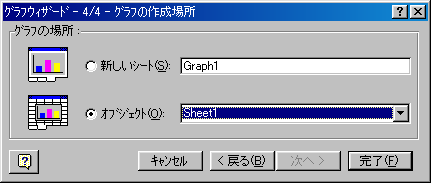 グラフウィザード - 4/4 - グラフの作成場所
グラフの場所 :
新しいシート(S):
Graph1
オブジェクト(O):
Sheet1
キャンセル
< 戻る(B)
次へ >
完了(F)